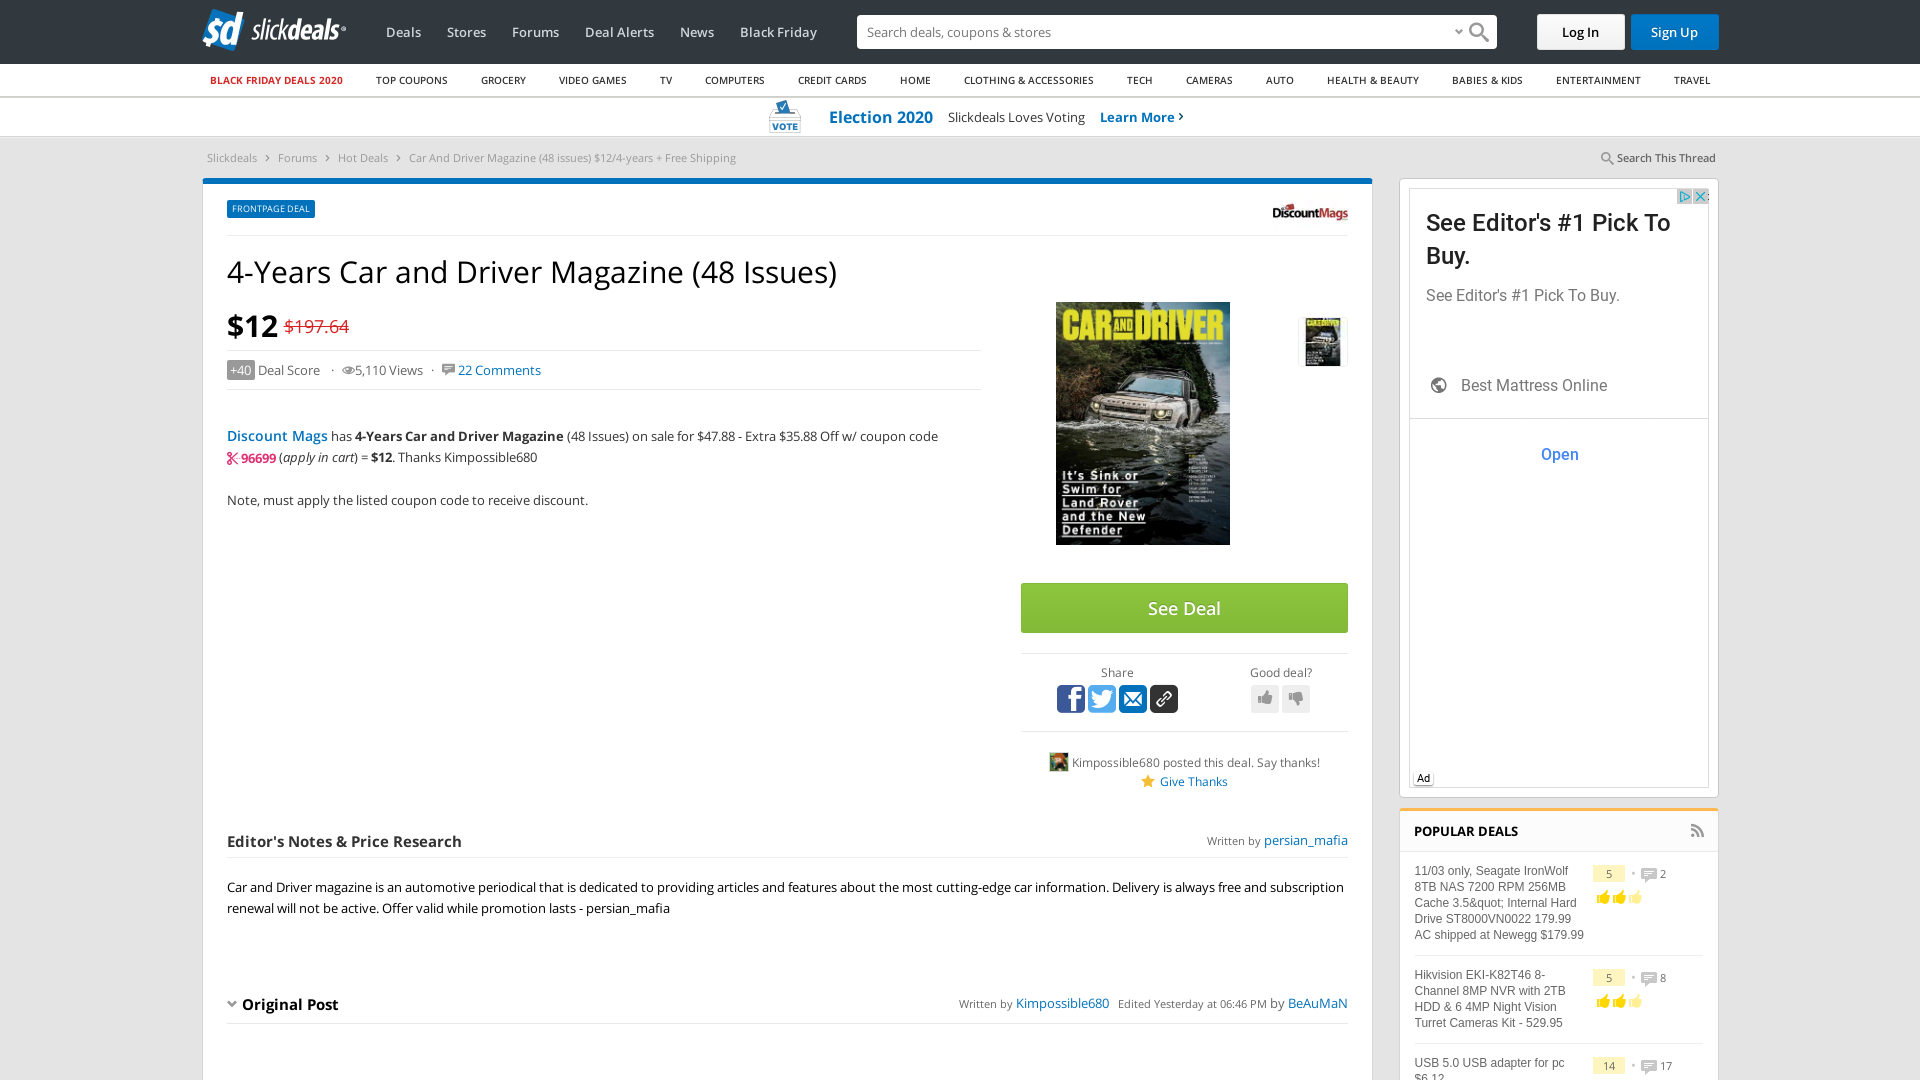 sd slickdeals
Deals Stores Forums Deal Alerts News Black Friday
Search deals, coupons & stores
Log In Sign Up
BLACK FRIDAY DEALS 2020 TOP COUPONS GROCERY VIDEO GAMES TV COMPUTERS CREDIT CARDS HOME CLOTHING & ACCESSORIES TECH CAMERAS AUTO HEALTH & BEAUTY BABIES & KIDS ENTERTAINMENT TRAVEL
VOTE Election 2020 Slickdeals Loves Voting Learn More
Slickdeals Forums Hot Deals Car And Driver Magazine (48 issues) $12/4-years + Free Shipping
Search This Thread
FRONTPAGE DEAL
DiscountMags
4-Years Car and Driver Magazine (48 Issues)
$12 $197.64
+40 Deal Score · 5,110 Views · 22 Comments
Discount Mags has 4-Years Car and Driver Magazine (48 Issues) on sale for $47.88 - Extra $35.88 Off w/ coupon code
96699 (apply in cart) = $12. Thanks Kimpossible680
Note, must apply the listed coupon code to receive discount.
CAR AND DRIVER
It's Sink or
Swim for
Land Rover
and the New
Defender
See Deal
Share
Good deal?
Kimpossible680 posted this deal. Say thanks!
Give Thanks
Editor's Notes & Price Research
Written by persian_mafia
Car and Driver magazine is an automotive periodical that is dedicated to providing articles and features about the most cutting-edge car information. Delivery is always free and subscription
renewal will not be active. Offer valid while promotion lasts - persian_mafia
Original Post
Written by Kimpossible680 Edited Yesterday at 06:46 PM by BeAuMaN
See Editor's #1 Pick To
Buy.
See Editor's #1 Pick To Buy.
Best Mattress Online
Open
Ad
POPULAR DEALS
11/03 only, Seagate IronWolf
8TB NAS 7200 RPM 256MB
Cache 3.5&quot; Internal Hard
Drive ST8000VN0022 179.99
AC shipped at Newegg $179.99
5 • 2
Hikvision EKI-K82T46 8-
Channel 8MP NVR with 2TB
HDD & 6 4MP Night Vision
Turret Cameras Kit - 529.95
5 • 8
USB 5.0 USB adapter for pc
$6.12
14 • 17